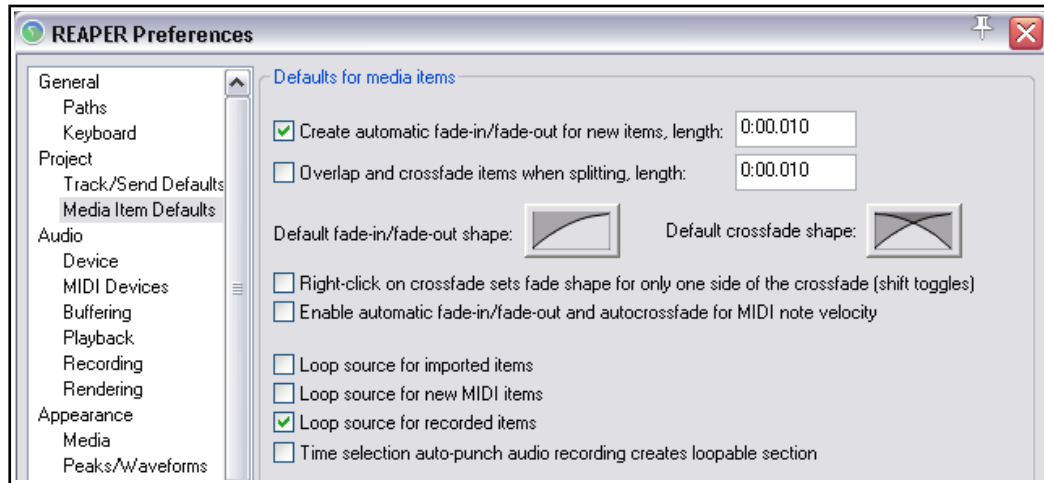 REAPER Preferences
General
Paths
Keyboard
Project
Track/Send Defaults
Media Item Defaults
Audio
Device
MIDI Devices
Buffering
Playback
Recording
Rendering
Appearance
Media
Peaks/Waveforms
Defaults for media items
Create automatic fade-in/fade-out for new items, length: 0:00.010
Overlap and crossfade items when splitting, length: 0:00.010
Default fade-in/fade-out shape: Default crossfade shape:
Right-click on crossfade sets fade shape for only one side of the crossfade (shift toggles)
Enable automatic fade-in/fade-out and autocrossfade for MIDI note velocity
Loop source for imported items
Loop source for new MIDI items
Loop source for recorded items
Time selection auto-punch audio recording creates loopable section